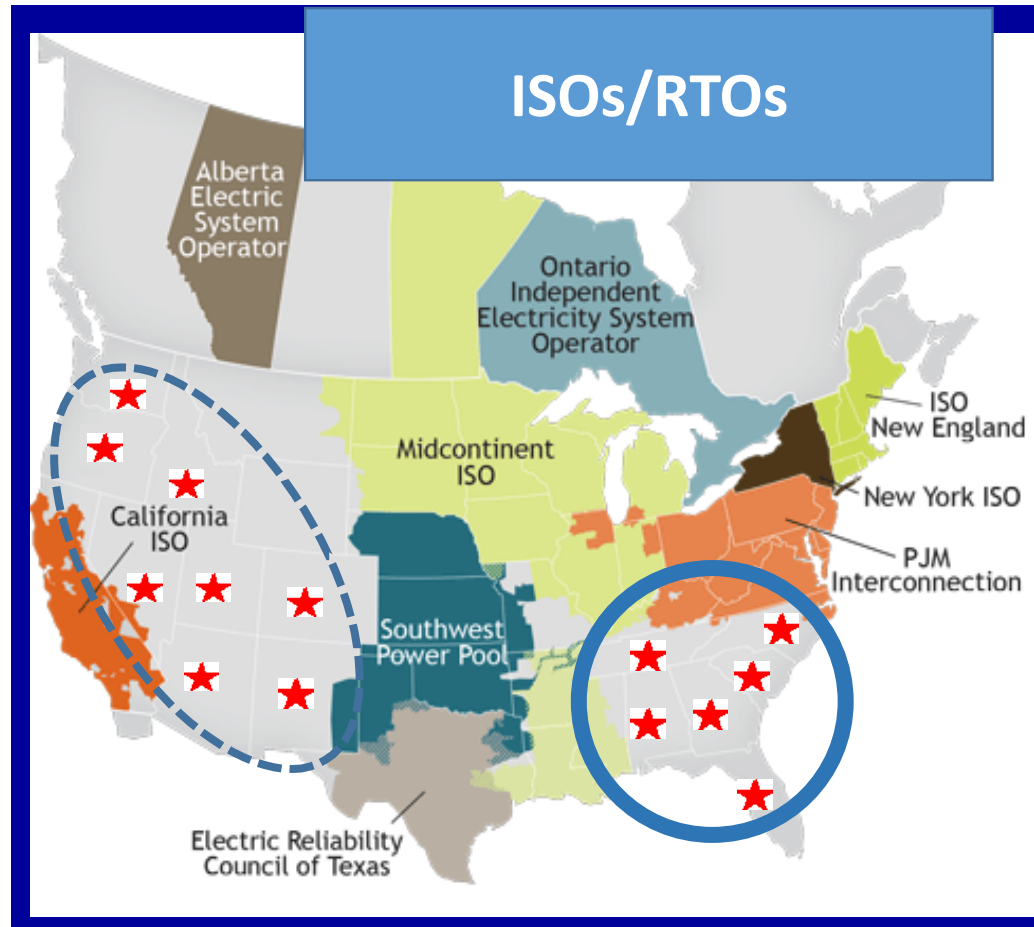 ISOs/RTOs
Alberta
Electric
System
Operator
Ontario
Independent
Electricity System
Operator
ISO
New England
Midcontinent
ISO
New York ISO
California
ISO
PJM
Interconnection
Southwest
Power Pool
Electric Reliability
Council of Texas